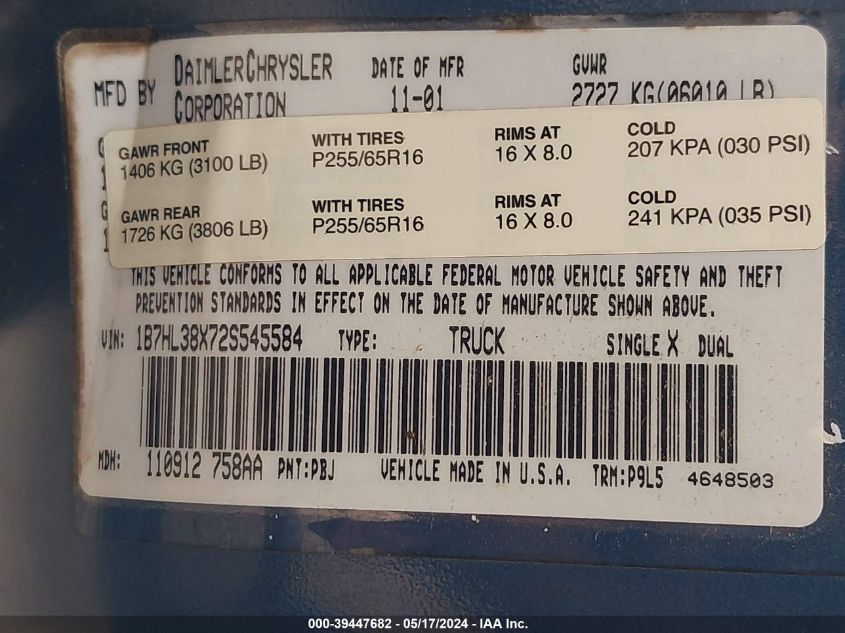 MFD BY DAIMLERCHRYSLER CORPORATION DATE OF MFR 11-01 GVWR 2727 KG(06010 LB)
GAWR FRONT WITH TIRES RIMS AT COLD
1406 KG (3100 LB) P255/65R16 16 X 8.0 207 KPA (030 PSI)
GAWR REAR WITH TIRES RIMS AT COLD
1726 KG (3806 LB) P255/65R16 16 X 8.0 241 KPA (035 PSI)
THIS VEHICLE CONFORMS TO ALL APPLICABLE FEDERAL MOTOR VEHICLE SAFETY AND THEFT
PREVENTION STANDARDS IN EFFECT ON THE DATE OF MANUFACTURE SHOWN ABOVE.
VIN: 1B7HL38X72S545584 TYPE: TRUCK SINGLE X DUAL
MDH: 110912 758AA PNT:PBJ VEHICLE MADE IN U.S.A. TRM:P9L5 4648503
000-39447682 - 05/17/2024 - IAA Inc.